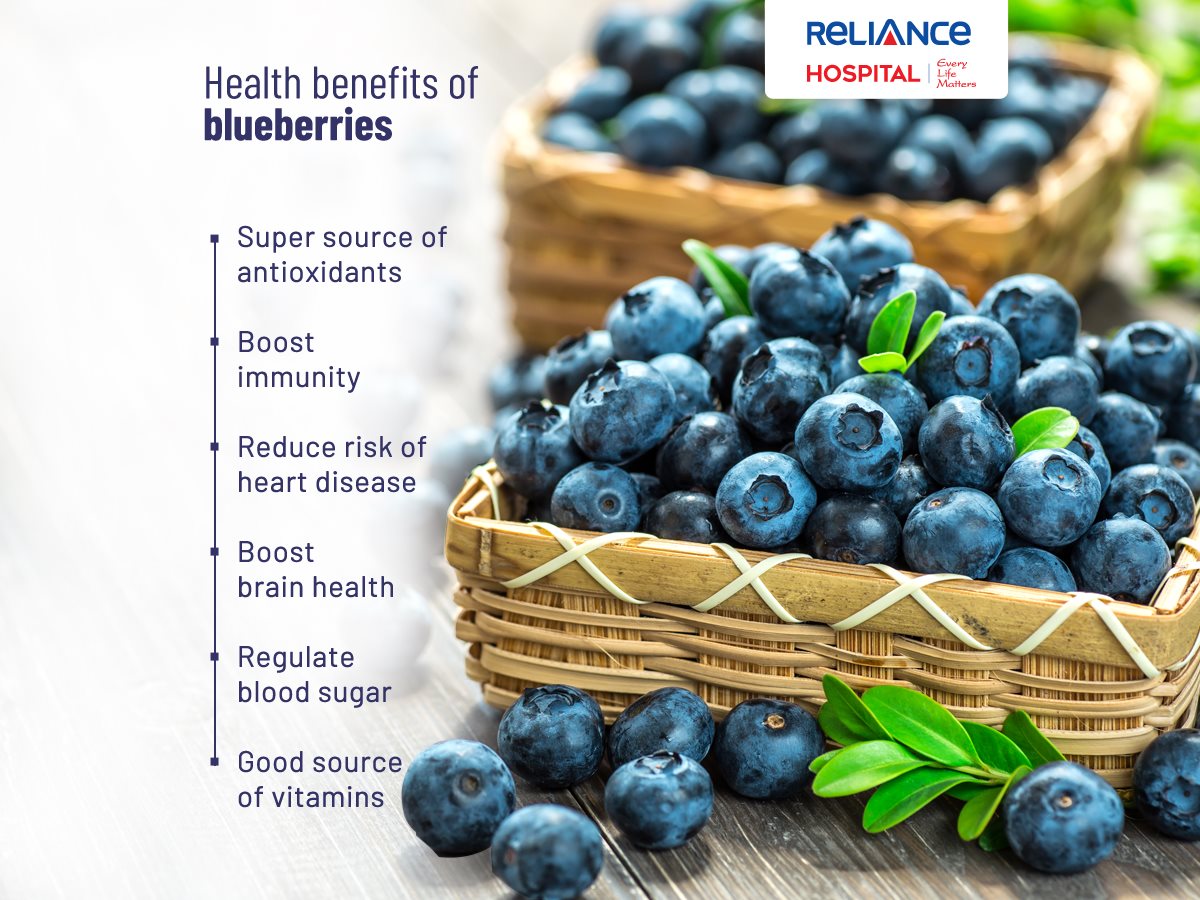 RELIANCE
HOSPITAL
Every
Life
Matters
Health benefits of
blueberries
Super source of
antioxidants
Boost
immunity
Reduce risk of
heart disease
Boost
brain health
Regulate
blood sugar
Good source
of vitamins